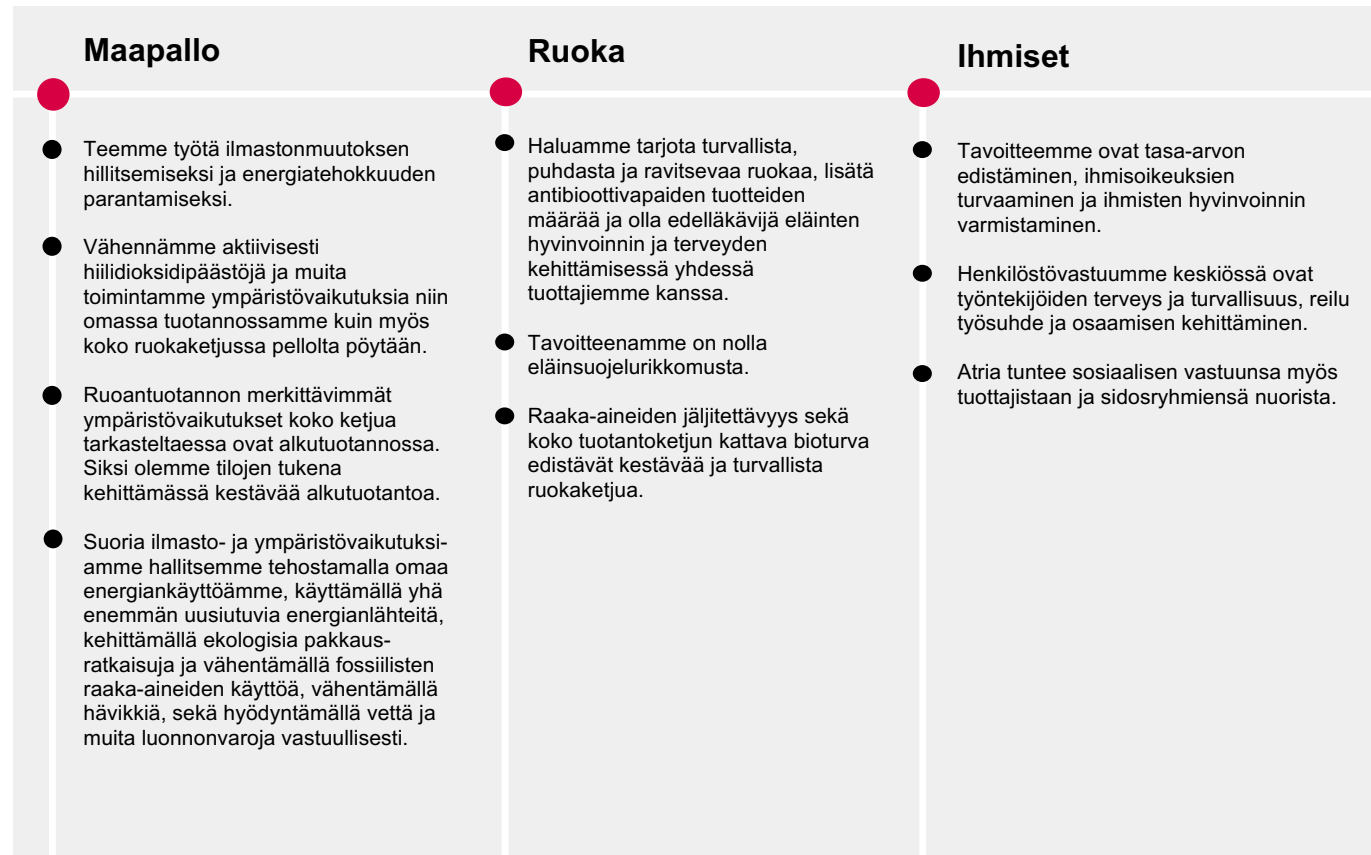 Maapallo
Teemme työtä ilmastonmuutoksen
hillitsemiseksi ja energiatehokkuuden
parantamiseksi.
Vähennämme aktiivisesti
hiilidioksidipäästöjä ja muita
toimintamme ympäristövaikutuksia niin
omassa tuotannossamme kuin myös
koko ruokaketjussa pellolta pöytään.
Ruoantuotannon merkittävimmät
ympäristövaikutukset koko ketjua
tarkasteltaessa ovat alkutuotannossa.
Siksi olemme tilojen tukena
kehittämässä kestävää alkutuotantoa.
Suoria ilmasto- ja ympäristövaikutuksi-
amme hallitsemme tehostamalla omaa
energiankäyttöämme, käyttämällä yhä
enemmän uusiutuvia energianlähteitä,
kehittämällä ekologisia pakkaus-
ratkaisuja ja vähentämällä fossiilisten
raaka-aineiden käyttöä, vähentämällä
hävikkiä, sekä hyödyntämällä vettä ja
muita luonnonvaroja vastuullisesti.
Ruoka
Haluamme tarjota turvallista,
puhdasta ja ravitsevaa ruokaa, lisätä
antibioottivapaiden tuotteiden
määrää ja olla edelläkävijä eläinten
hyvinvoinnin ja terveyden
kehittämisessä yhdessä
tuottajiemme kanssa.
Tavoitteenamme on nolla
eläinsuojelurikkomusta.
Raaka-aineiden jäljitettävyys sekä
koko tuotantoketjun kattava bioturva
edistävät kestävää ja turvallista
ruokaketjua.
Ihmiset
Tavoitteemme ovat tasa-arvon
edistäminen, ihmisoikeuksien
turvaaminen ja ihmisten hyvinvoinnin
varmistaminen.
Henkilöstövastuumme keskiössä ovat
työntekijöiden terveys ja turvallisuus, reilu
työsuhde ja osaamisen kehittäminen.
Atria tuntee sosiaalisen vastuunsa myös
tuottajistaan ja sidosryhmiensä nuorista.